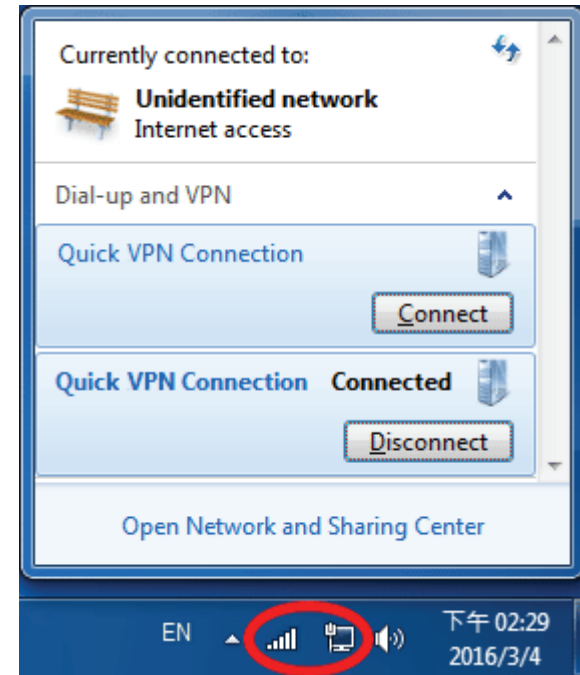 Currently connected to:
Unidentified network
Internet access
Dial-up and VPN
Quick VPN Connection
Connect
Quick VPN Connection Connected
Disconnect
Open Network and Sharing Center
EN
下午 02:29
2016/3/4